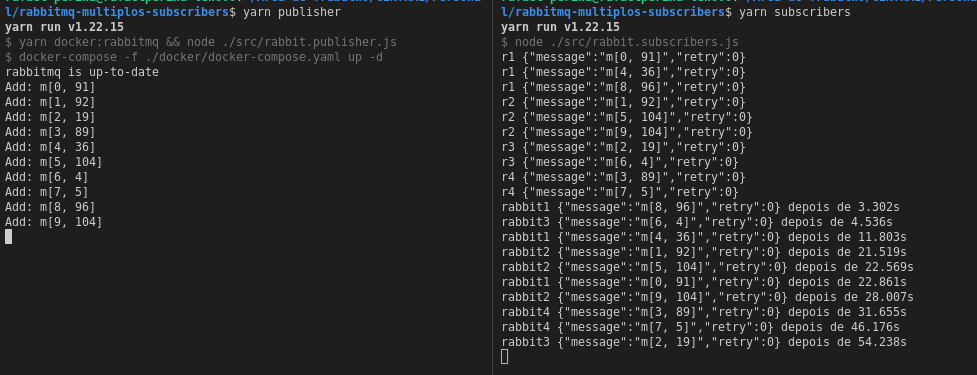 l/rabbitmq-multiplos-subscribers$ yarn publisher
yarn run v1.22.15
$ yarn docker:rabbitmq && node ./src/rabbit.publisher.js
$ docker-compose -f ./docker/docker-compose.yaml up -d
rabbitmq is up-to-date
Add: m[0, 91]
Add: m[1, 92]
Add: m[2, 19]
Add: m[3, 89]
Add: m[4, 36]
Add: m[5, 104]
Add: m[6, 4]
Add: m[7, 5]
Add: m[8, 96]
Add: m[9, 104]
l/rabbitmq-multiplos-subscribers$ yarn subscribers
yarn run v1.22.15
$ node ./src/rabbit.subscribers.js
r1 {"message":"m[0, 91]","retry":0}
r1 {"message":"m[4, 36]","retry":0}
r1 {"message":"m[8, 96]","retry":0}
r2 {"message":"m[1, 92]","retry":0}
r2 {"message":"m[5, 104]","retry":0}
r2 {"message":"m[9, 104]","retry":0}
r3 {"message":"m[2, 19]","retry":0}
r3 {"message":"m[6, 4]","retry":0}
r4 {"message":"m[3, 89]","retry":0}
r4 {"message":"m[7, 5]","retry":0}
rabbit1 {"message":"m[8, 96]","retry":0} depois de 3.302s
rabbit3 {"message":"m[6, 4]","retry":0} depois de 4.536s
rabbit1 {"message":"m[4, 36]","retry":0} depois de 11.803s
rabbit2 {"message":"m[1, 92]","retry":0} depois de 21.519s
rabbit2 {"message":"m[5, 104]","retry":0} depois de 22.569s
rabbit1 {"message":"m[0, 91]","retry":0} depois de 22.861s
rabbit2 {"message":"m[9, 104]","retry":0} depois de 28.007s
rabbit4 {"message":"m[3, 89]","retry":0} depois de 31.655s
rabbit4 {"message":"m[7, 5]","retry":0} depois de 46.176s
rabbit3 {"message":"m[2, 19]","retry":0} depois de 54.238s